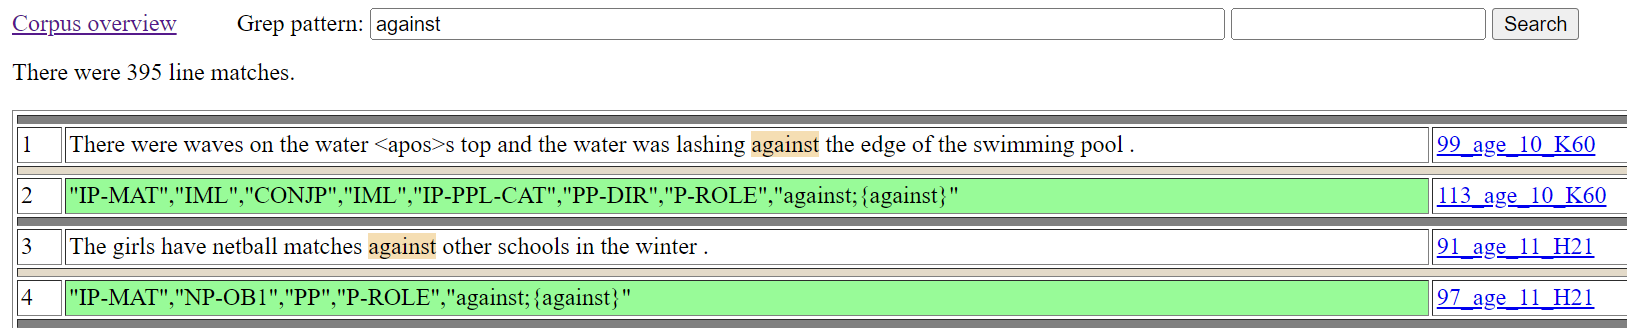 Corpus overview Grep pattern: against Search
There were 395 line matches.
1 There were waves on the water <apos>s top and the water was lashing against the edge of the swimming pool . 99_age_10_K60
2 "IP-MAT","IML","CONJP","IML","IP-PPL-CAT","PP-DIR","P-ROLE","against;{against}" 113_age_10_K60
3 The girls have netball matches against other schools in the winter . 91_age_11_H21
4 "IP-MAT","NP-OB1","PP","P-ROLE","against;{against}" 97_age_11_H21